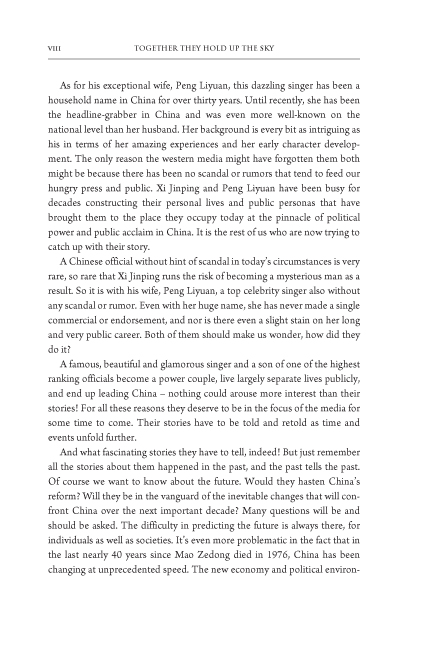 VIII TOGETHER THEY HOLD UP THE SKY
As for his exceptional wife, Peng Liyuan, this dazzling singer has been a
household name in China for over thirty years. Until recently, she has been
the headline-grabber in China and was even more well-known on the
national level than her husband. Her background is every bit as intriguing as
his in terms of her amazing experiences and her early character develop-
ment. The only reason the western media might have forgotten them both
might be because there has been no scandal or rumors that tend to feed our
hungry press and public. Xi Jinping and Peng Liyuan have been busy for
decades constructing their personal lives and public personas that have
brought them to the place they occupy today at the pinnacle of political
power and public acclaim in China. It is the rest of us who are now trying to
catch up with their story.
A Chinese official without hint of scandal in today's circumstances is very
rare, so rare that Xi Jinping runs the risk of becoming a mysterious man as a
result. So it is with his wife, Peng Liyuan, a top celebrity singer also without
any scandal or rumor. Even with her huge name, she has never made a single
commercial or endorsement, and nor is there even a slight stain on her long
and very public career. Both of them should make us wonder, how did they
do it?
A famous, beautiful and glamorous singer and a son of one of the highest
ranking officials become a power couple, live largely separate lives publicly,
and end up leading China – nothing could arouse more interest than their
stories! For all these reasons they deserve to be in the focus of the media for
some time to come. Their stories have to be told and retold as time and
events unfold further.
And what fascinating stories they have to tell, indeed! But just remember
all the stories about them happened in the past, and the past tells the past.
Of course we want to know about the future. Would they hasten China's
reform? Will they be in the vanguard of the inevitable changes that will con-
front China over the next important decade? Many questions will be and
should be asked. The difficulty in predicting the future is always there, for
individuals as well as societies. It's even more problematic in the fact that in
the last nearly 40 years since Mao Zedong died in 1976, China has been
changing at unprecedented speed. The new economy and political environ-